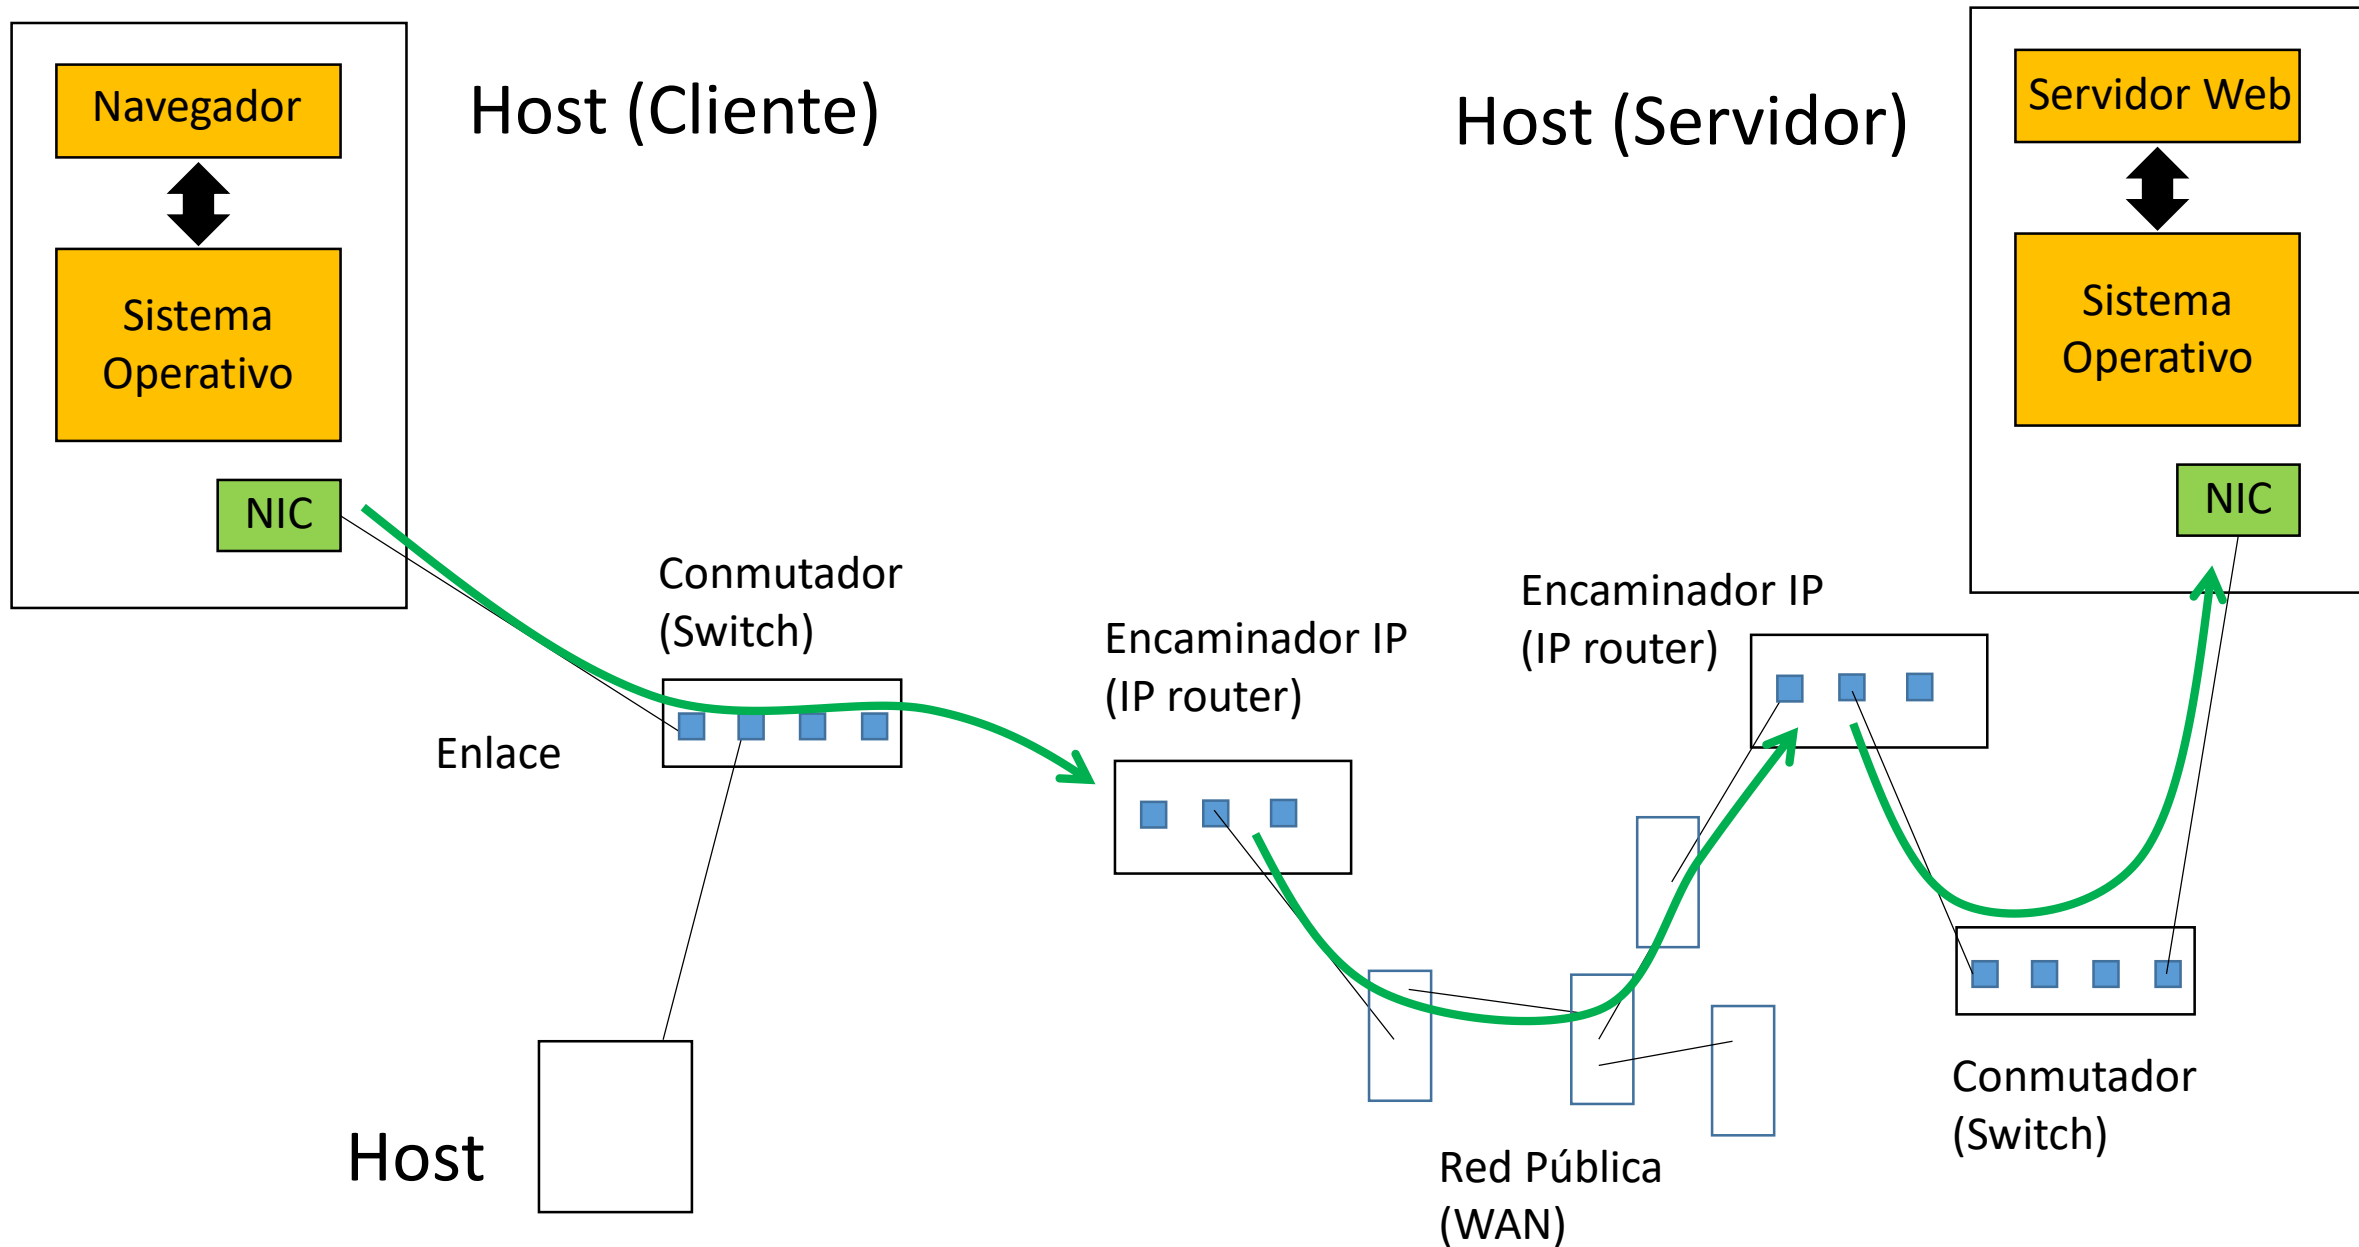 Navegador
Sistema
Operativo
NIC
Host (Cliente)
Host (Servidor)
Servidor Web
Sistema
Operativo
NIC
Conmutador
(Switch)
Enlace
Encaminador IP
(IP router)
Encaminador IP
(IP router)
Host
Red Pública
(WAN)
Conmutador
(Switch)